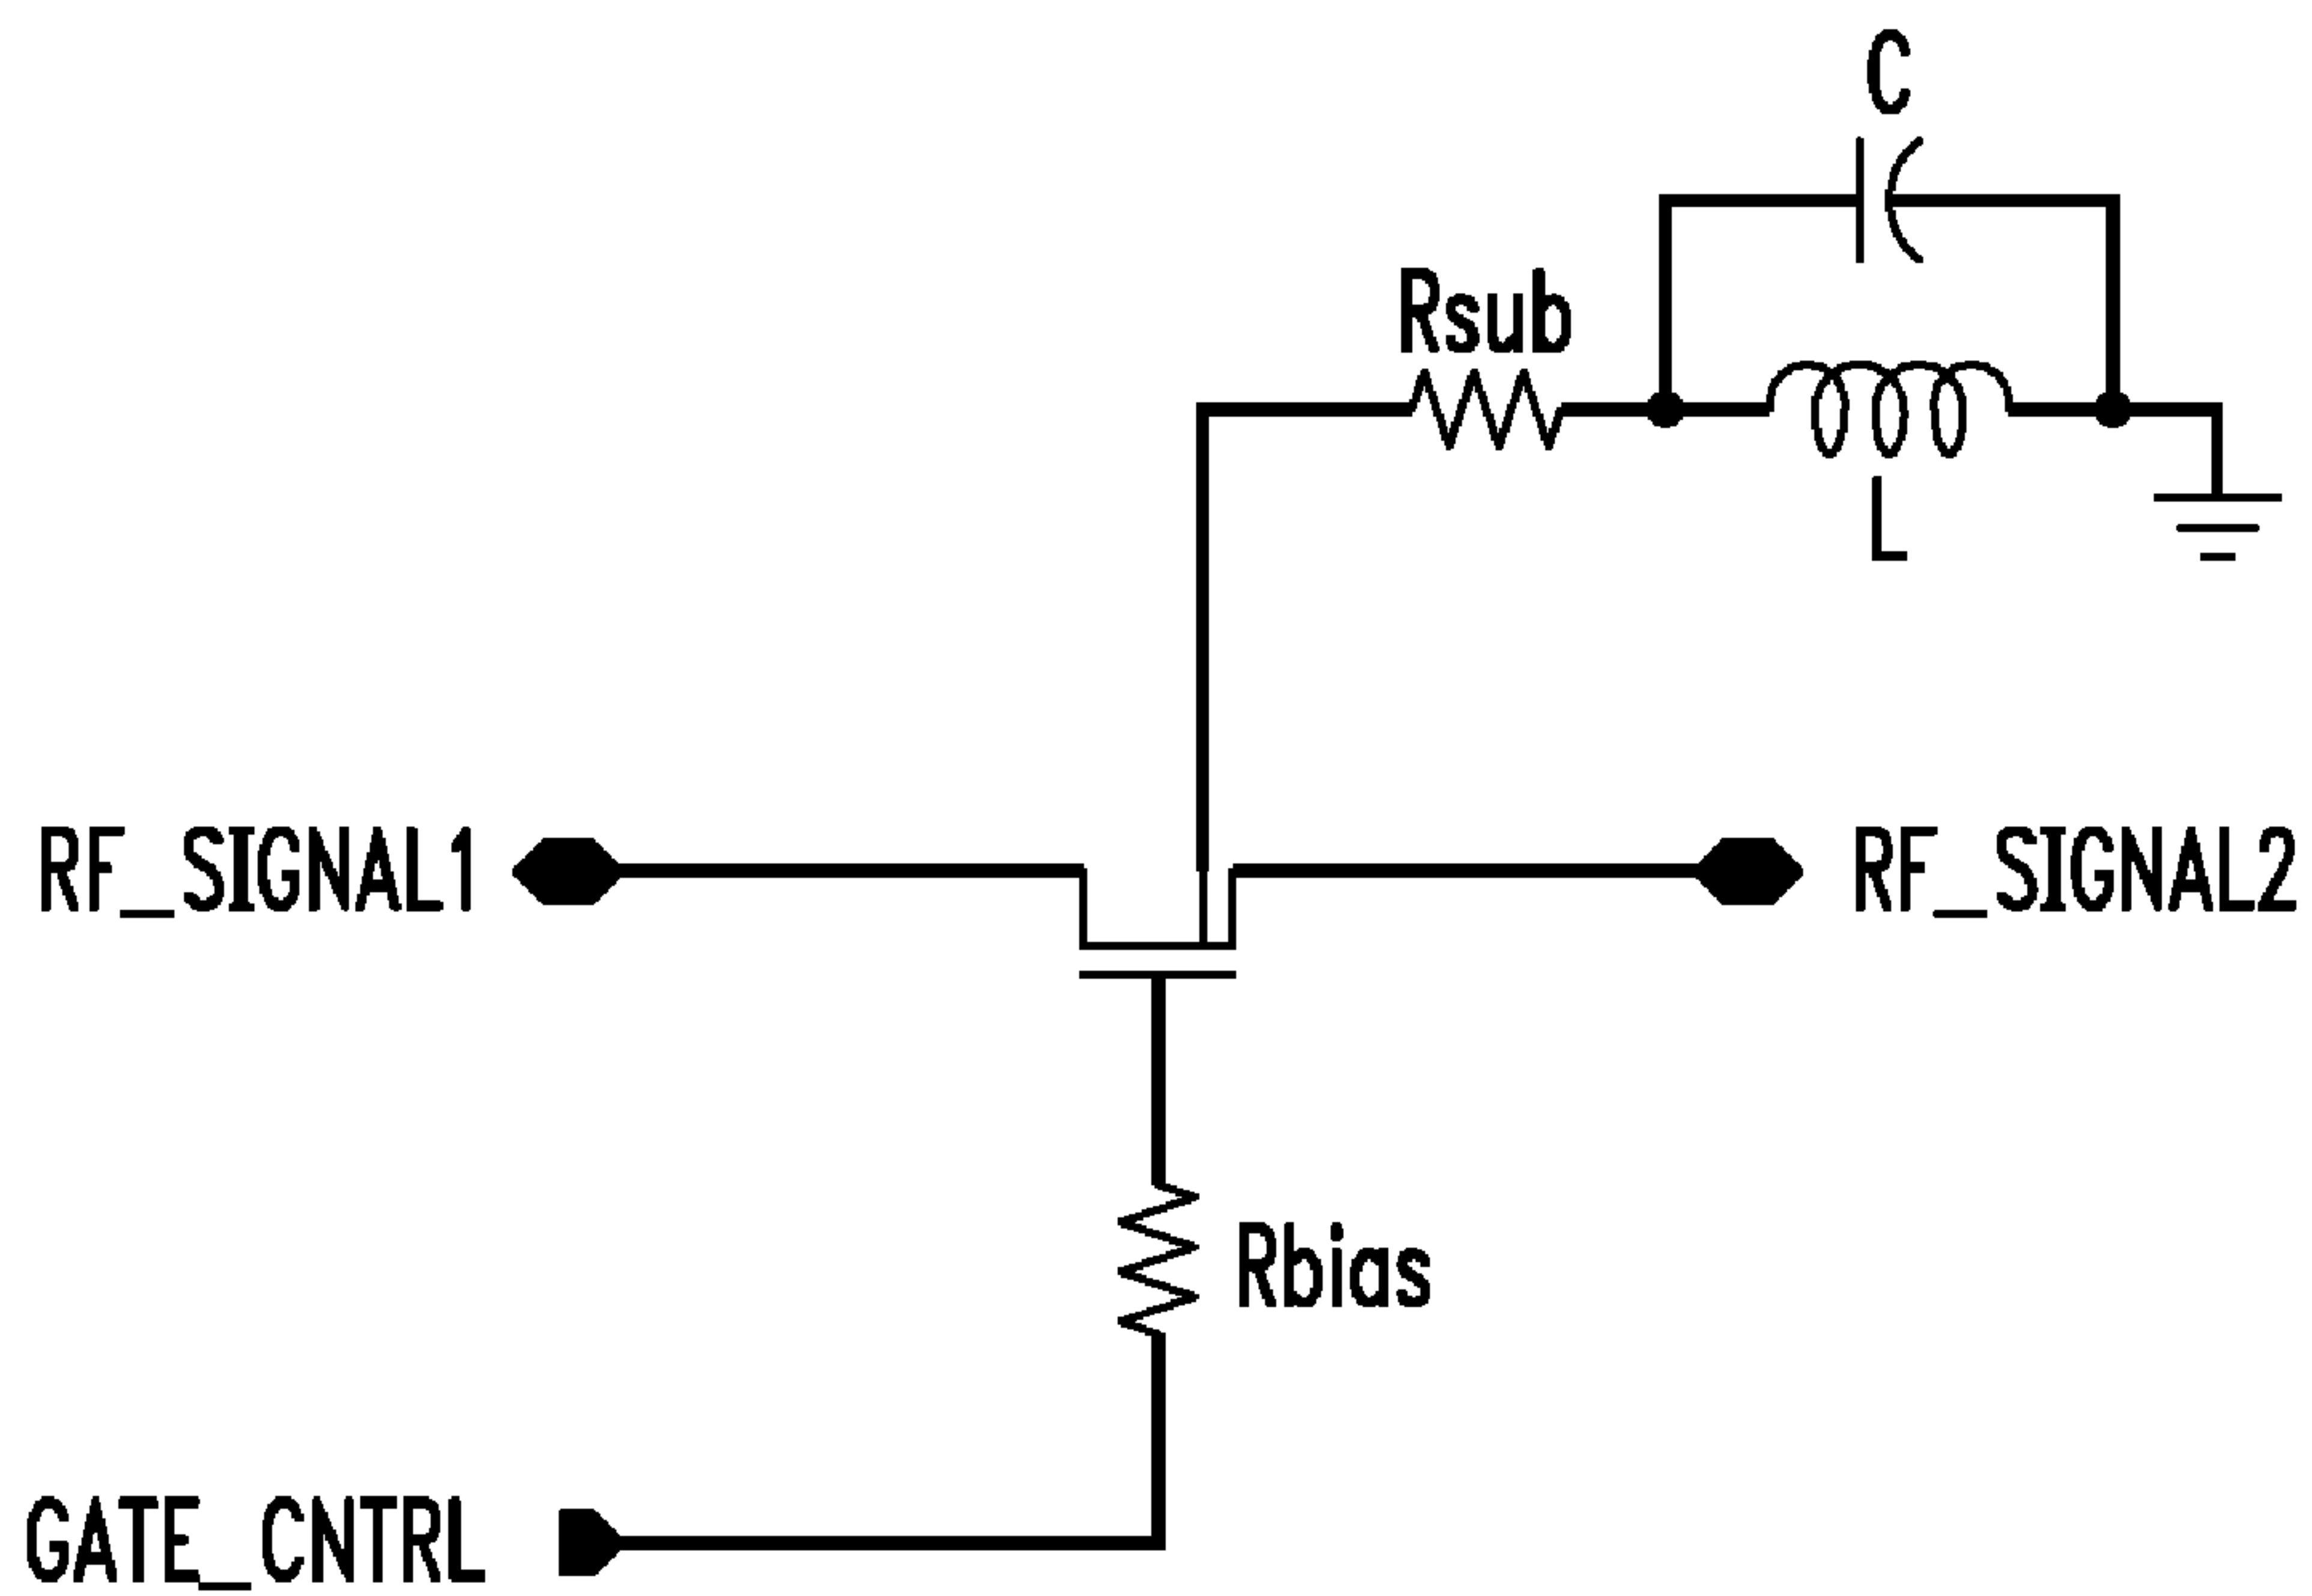 C
Rsub
L
RF_SIGNAL1
RF_SIGNAL2
Rbias
GATE_CNTRL